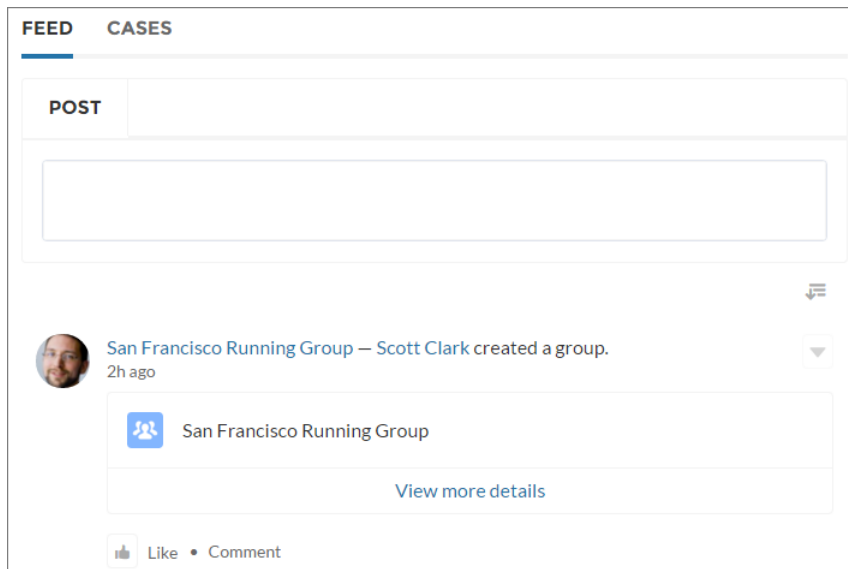 FEED CASES
POST
San Francisco Running Group — Scott Clark created a group.
2h ago
San Francisco Running Group
View more details
Like • Comment